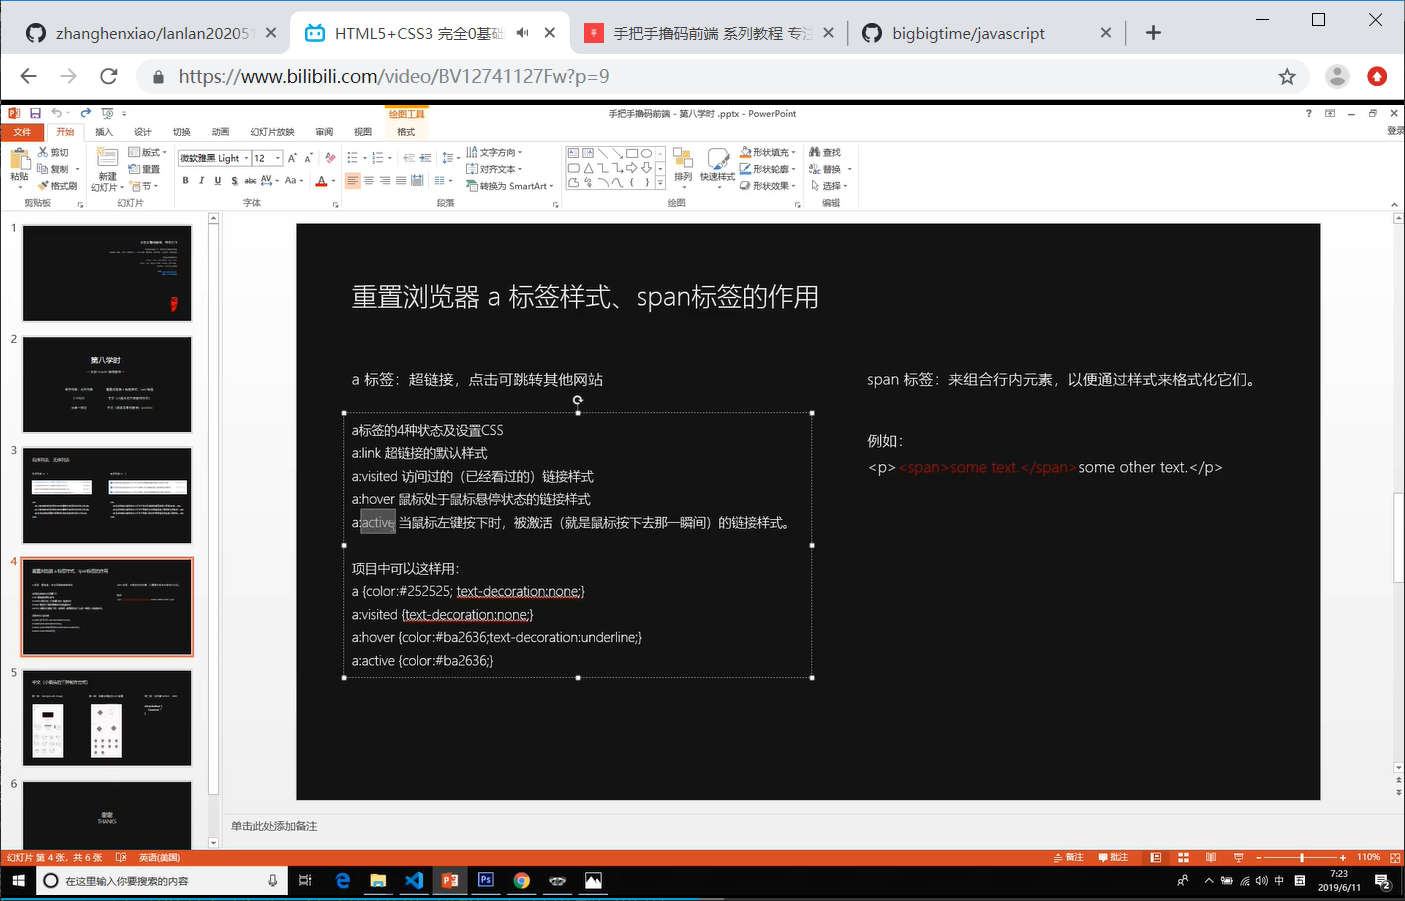 zhanghenxiao/lanlan202051
HTML5+CSS3 完全0基础
手把手撸码前端 系列教程 专注
bigbigtime/javascript
https://www.bilibili.com/video/BV12741127Fw?p=9
手把手撸码前端 - 第八学时 .pptx - PowerPoint
绘图工具
登录
文件 开始 插入 设计 切换 动画 幻灯片放映 审阅 视图 格式
粘贴 剪切 复制 格式刷 剪贴板
新建幻灯片 版式 重置 节 幻灯片
微软雅黑 Light 12 字体
文字方向 对齐文本 转换为 SmartArt 段落
排列 快速样式 形状填充 形状轮廓 形状效果 绘图
查找 替换 选择 编辑
1
2
第八学时
3
4
5
6
谢谢
THANKS
重置浏览器 a 标签样式、span标签的作用
a 标签：超链接，点击可跳转其他网站
a标签的4种状态及设置CSS
a:link 超链接的默认样式
a:visited 访问过的（已经看过的）链接样式
a:hover 鼠标处于鼠标悬停状态的链接样式
a:active 当鼠标左键按下时，被激活（就是鼠标按下去那一瞬间）的链接样式。
项目中可以这样用：
a {color:#252525; text-decoration:none;}
a:visited {text-decoration:none;}
a:hover {color:#ba2636;text-decoration:underline;}
a:active {color:#ba2636;}
span 标签：来组合行内元素，以便通过样式来格式化它们。
例如：
<p><span>some text.</span>some other text.</p>
单击此处添加备注
幻灯片 第 4 张，共 6 张 英语(美国) 备注 批注 110%
在这里输入你要搜索的内容
中
7:23
2019/6/11
2